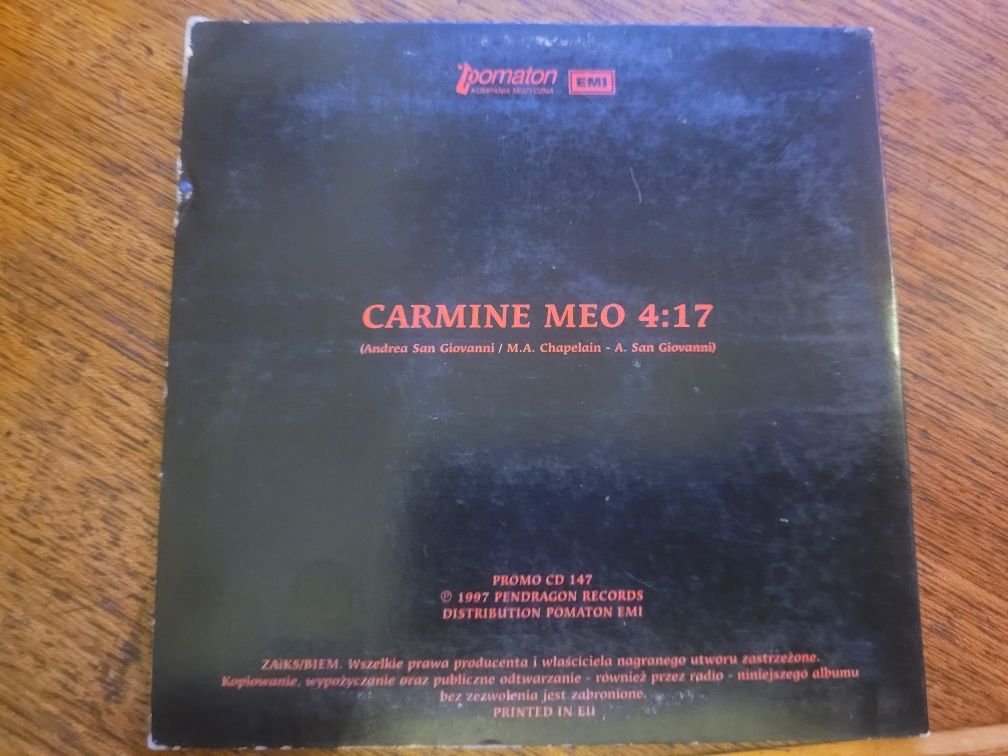 pomaton EMI
KOMPANIA MUZYCZNA
CARMINE MEO 4:17
(Andrea San Giovanni / M.A. Chapelain - A. San Giovanni)
PROMO CD 147
℗ 1997 PENDRAGON RECORDS
DISTRIBUTION POMATON EMI
ZAiKS/BIEM. Wszelkie prawa producenta i właściciela nagranego utworu zastrzeżone.
Kopiowanie, wypożyczanie oraz publiczne odtwarzanie - również przez radio - niniejszego albumu
bez zezwolenia jest zabronione.
PRINTED IN EU